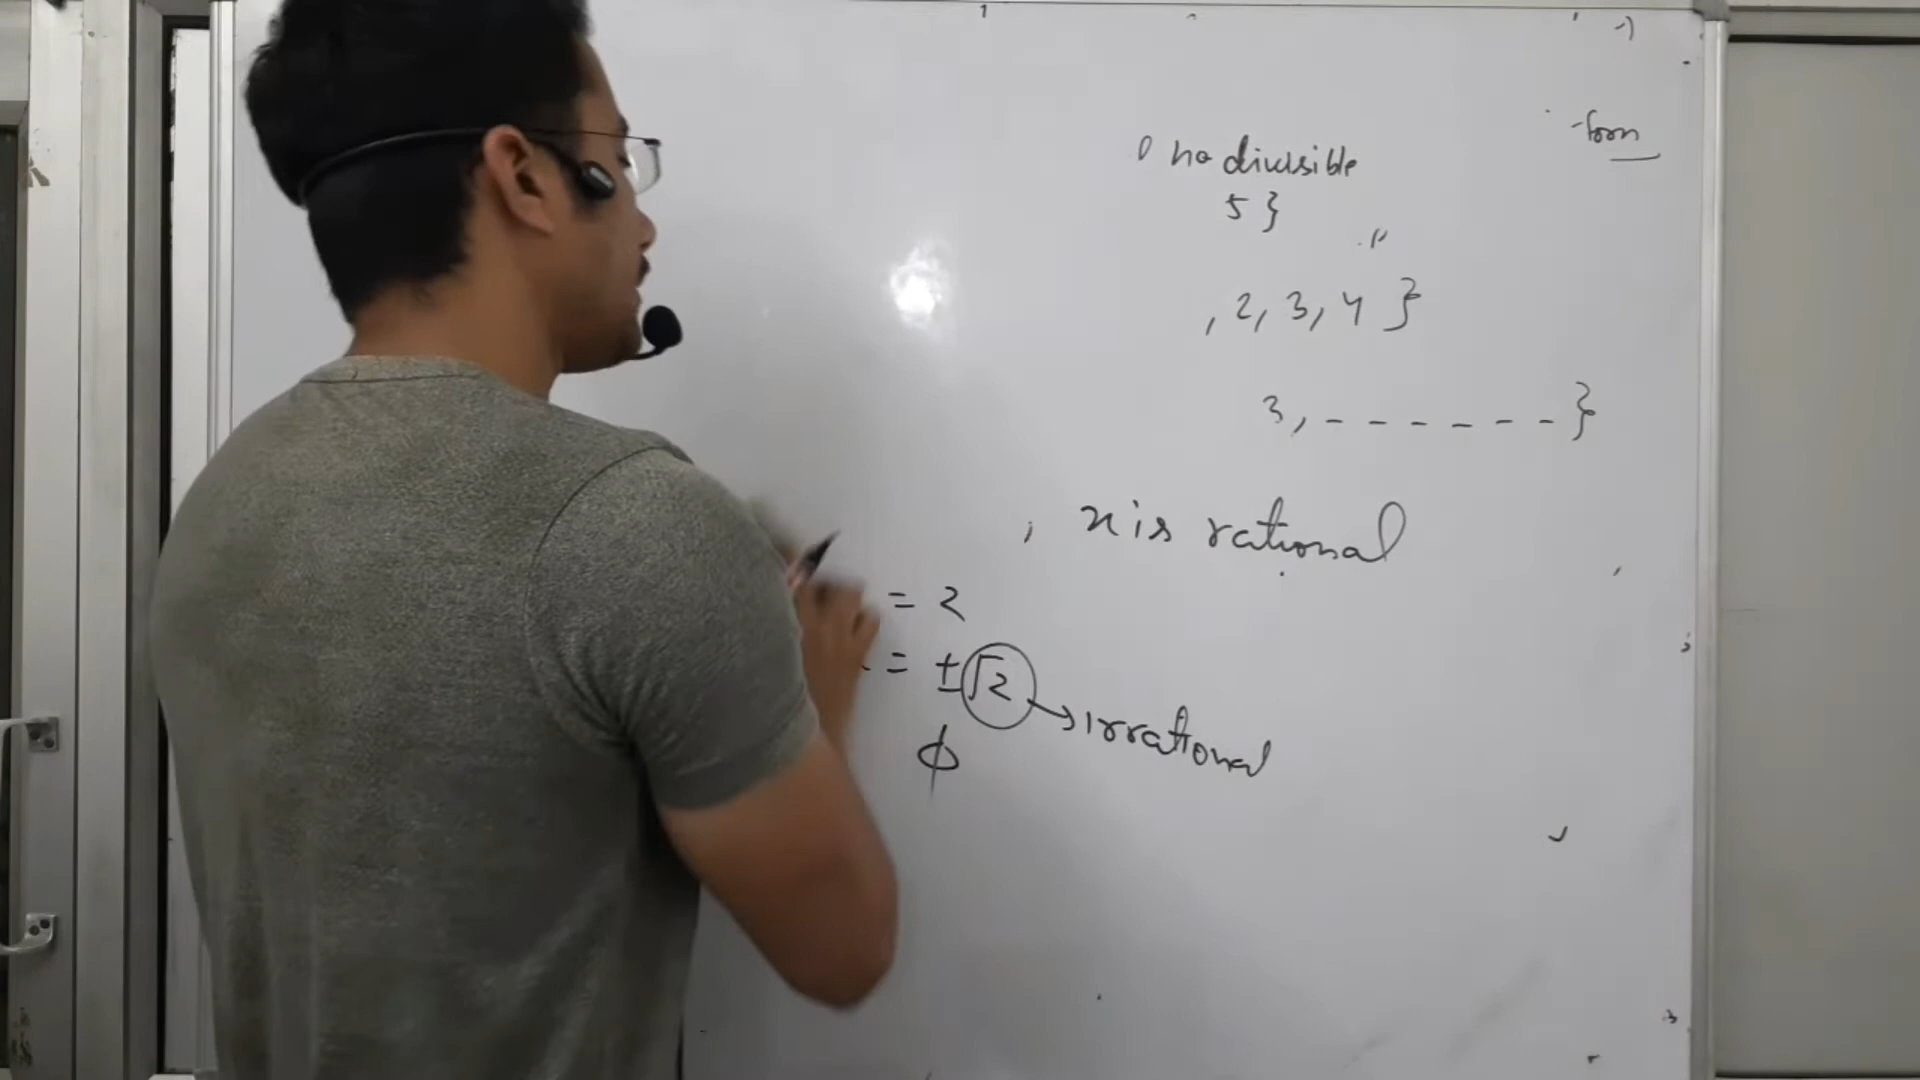 -form
no divisible
5 }
"
, 2, 3, 4 }
3, - - - - - - }
, x is rational
= 2
= ±√2 → irrational
ϕ